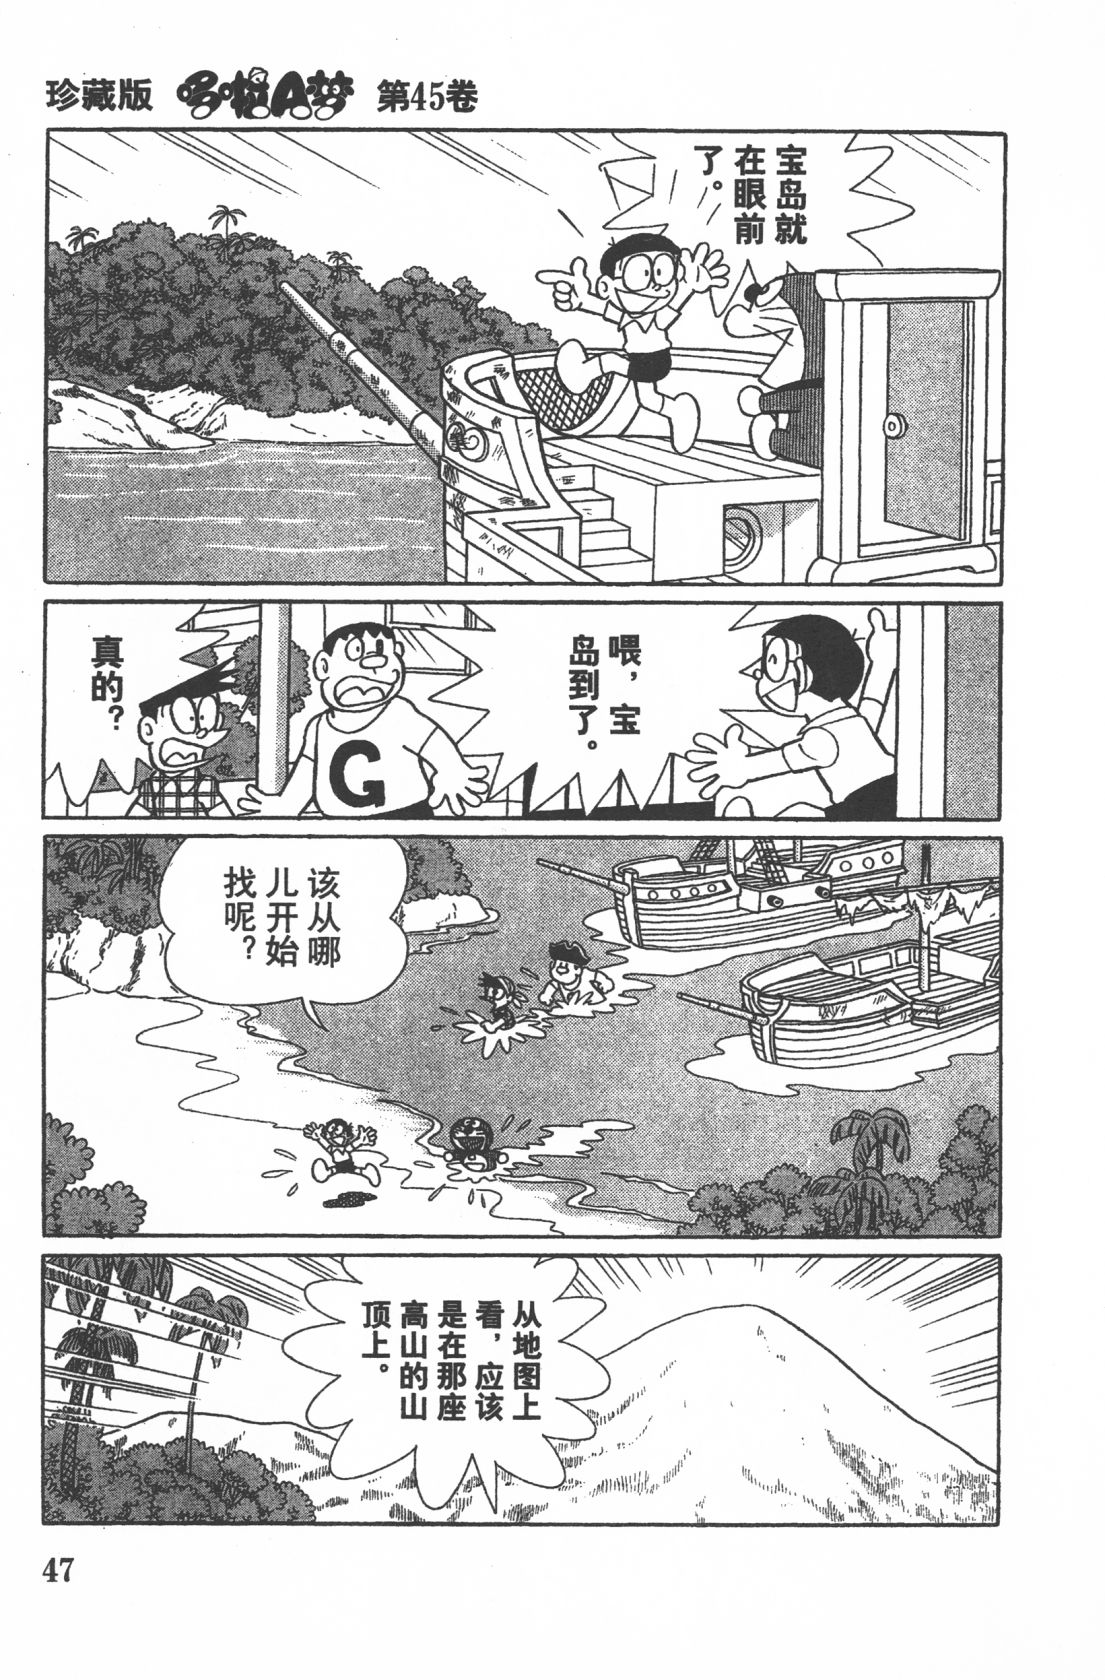 珍藏版 哆啦A梦 第45卷
宝岛就
在眼前
了。
喂，宝
岛到了。
真的？
G
该从哪
儿开始
找呢？
从地图上
看，应该
是在那座
高山的山
顶上。
47